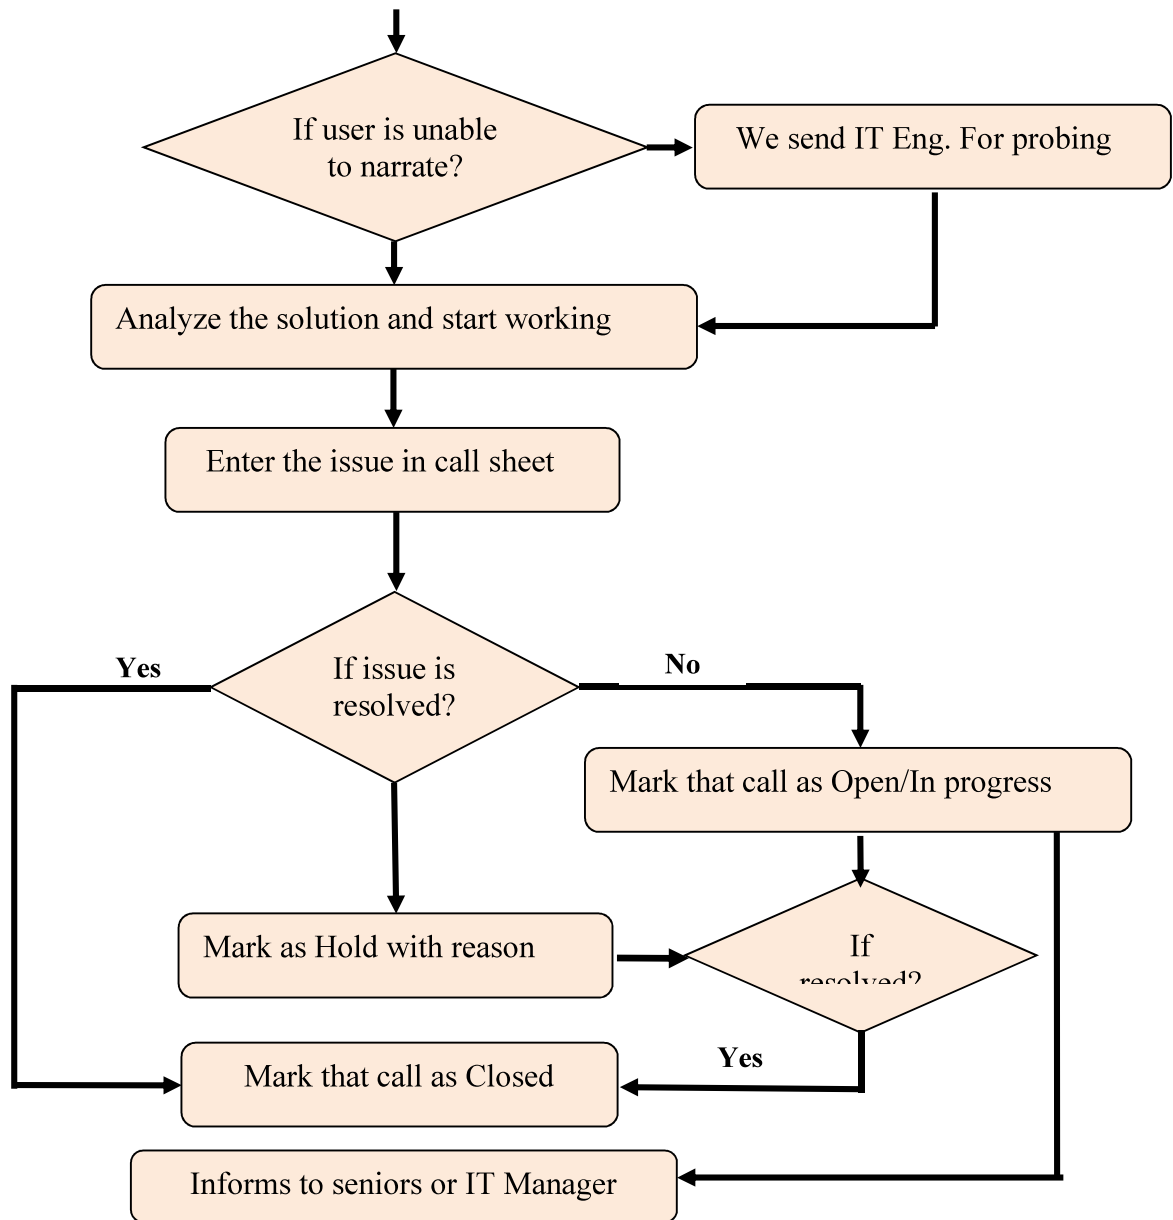 If user is unable
to narrate?
We send IT Eng. For probing
Analyze the solution and start working
Enter the issue in call sheet
Yes
If issue is
resolved?
No
Mark that call as Open/In progress
Mark as Hold with reason
If
resolved?
Yes
Mark that call as Closed
Informs to seniors or IT Manager